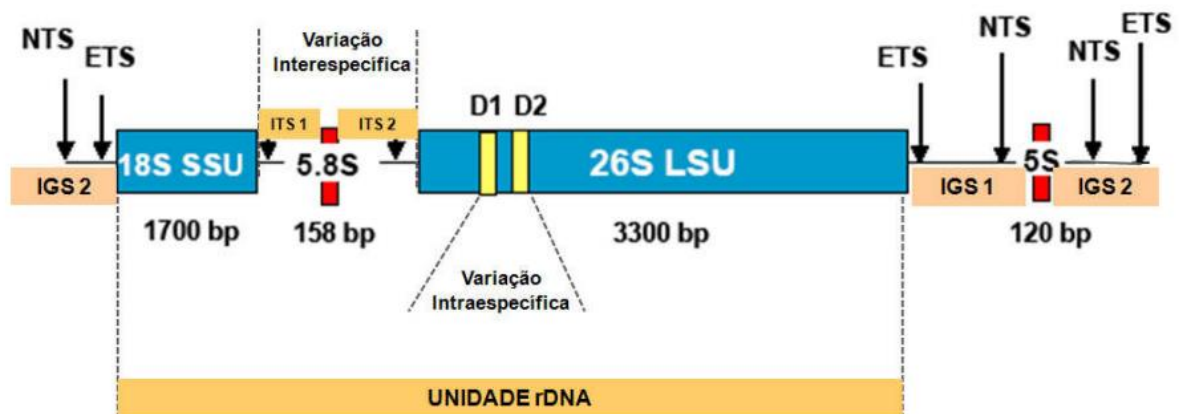 NTS
ETS
Variação
Interespecífica
ITS 1
ITS 2
D1
D2
ETS
NTS
NTS
ETS
18S SSU
5.8S
26S LSU
5S
IGS 2
IGS 1
IGS 2
1700 bp
158 bp
3300 bp
120 bp
Variação
Intraespecífica
UNIDADE rDNA